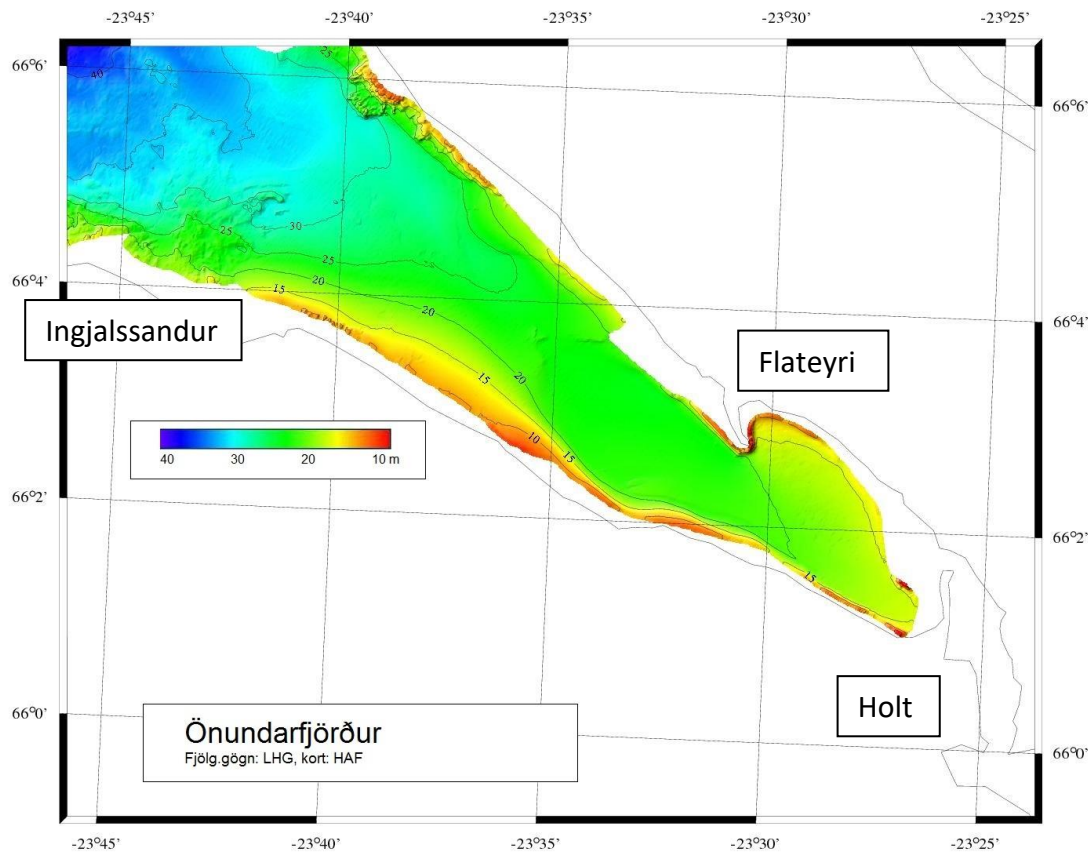 -23°45' -23°40' -23°35' -23°30' -23°25'
66°6' 66°6'
25
40
30
25
25
66°4' 15 20 66°4'
20
Ingjalssandur
Flateyri
15 20
40 30 20 10 m
10 15
66°2' 66°2'
15
Holt
66°0' 66°0'
Önundarfjörður
Fjölg.gögn: LHG, kort: HAF
-23°45' -23°40' -23°35' -23°30' -23°25'